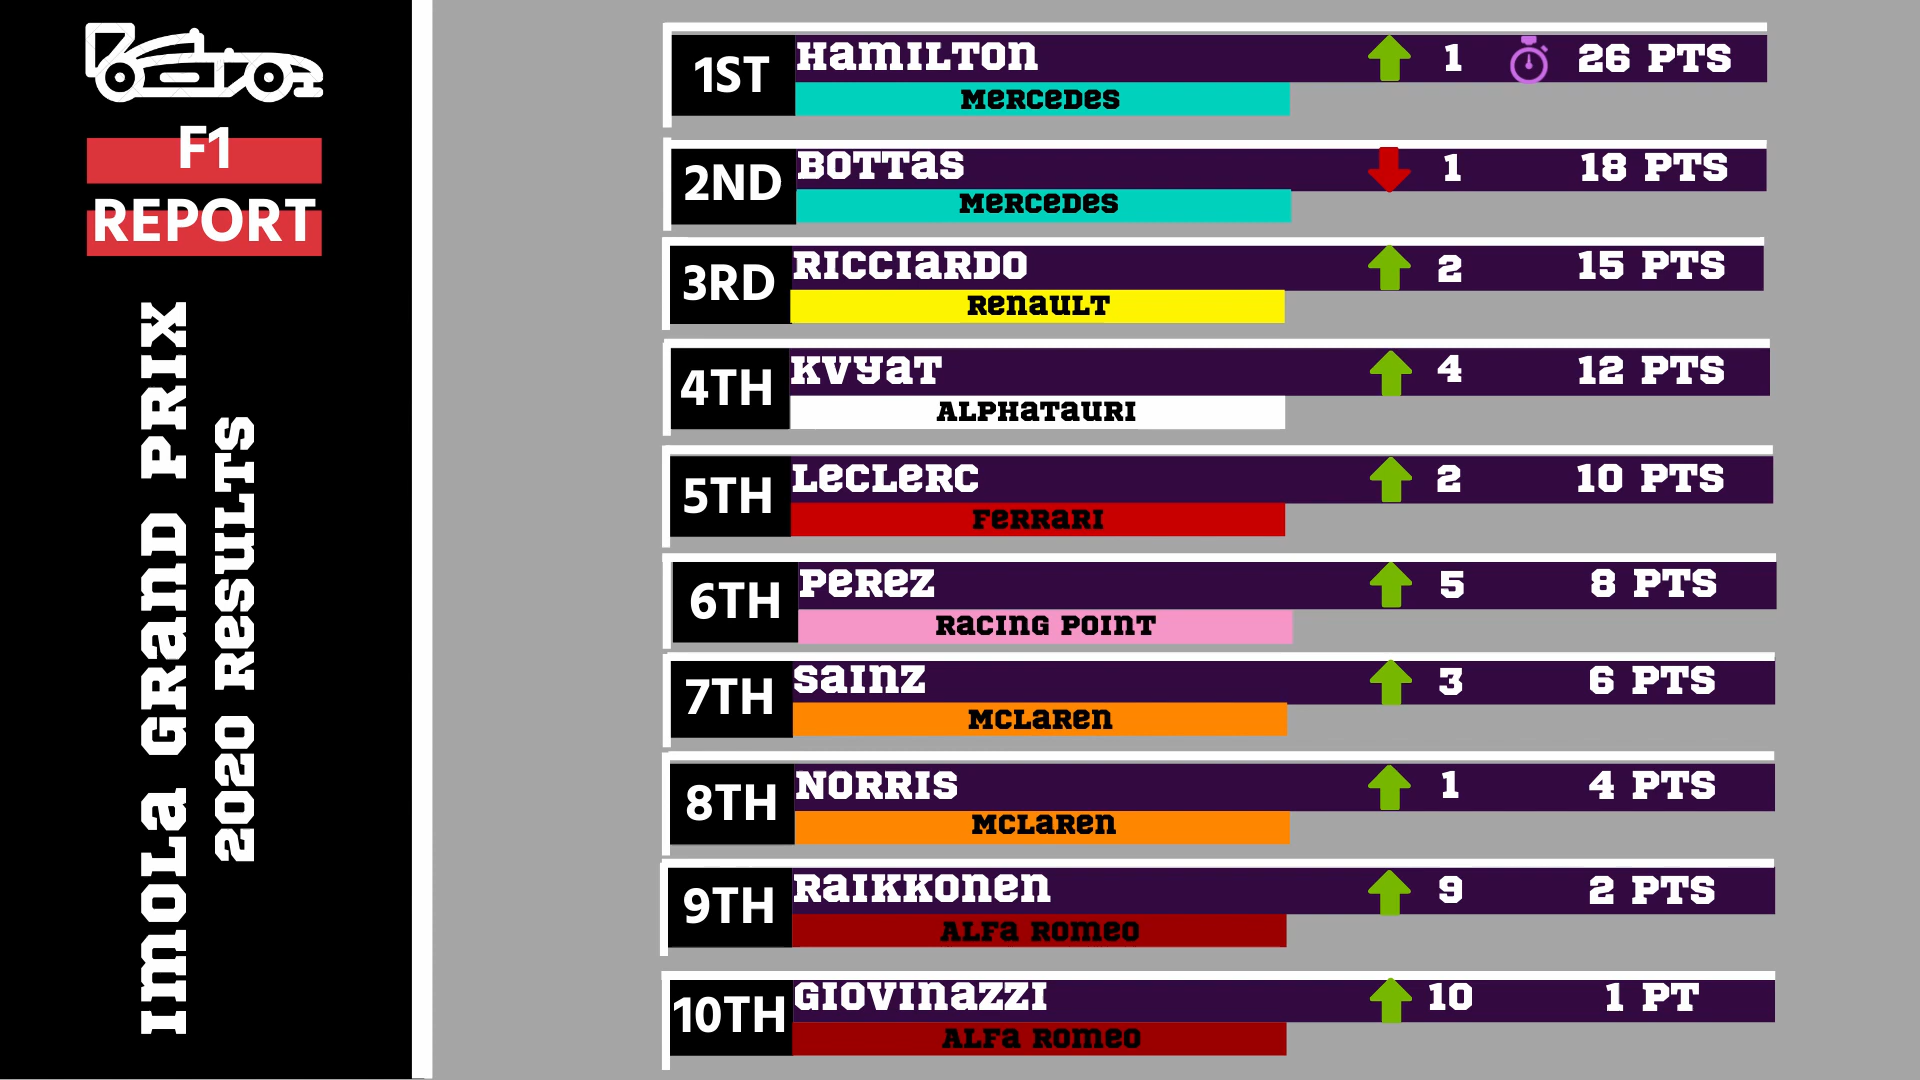 F1
REPORT
Imola Grand Prix
2020 Results
1ST
Hamilton
1
26 PTS
Mercedes
2ND
Bottas
1
18 PTS
Mercedes
3RD
Ricciardo
2
15 PTS
Renault
4TH
Kvyat
4
12 PTS
Alphatauri
5TH
Leclerc
2
10 PTS
Ferrari
6TH
Perez
5
8 PTS
Racing Point
7TH
Sainz
3
6 PTS
McLaren
8TH
Norris
1
4 PTS
McLaren
9TH
Raikkonen
9
2 PTS
Alfa Romeo
10TH
Giovinazzi
10
1 PT
Alfa Romeo